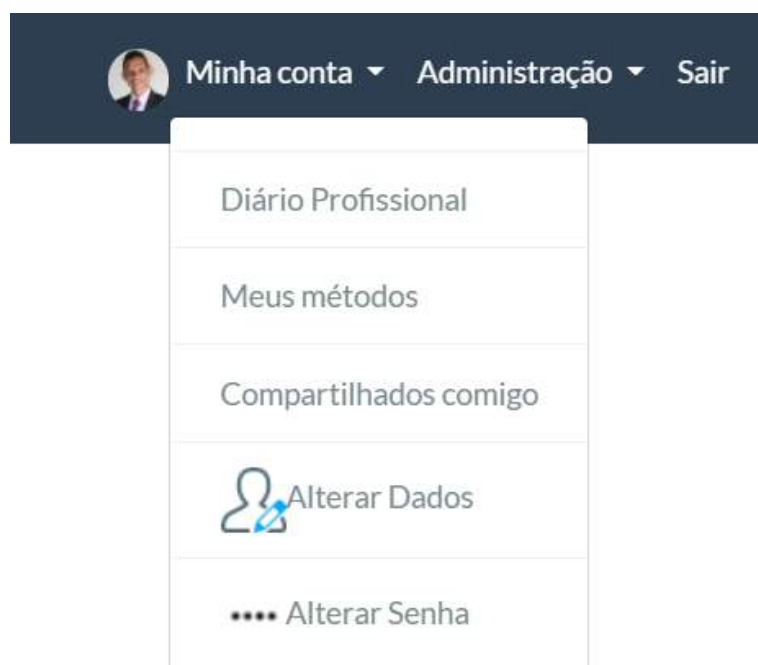 Minha conta Administração Sair
Diário Profissional
Meus métodos
Compartilhados comigo
Alterar Dados
Alterar Senha